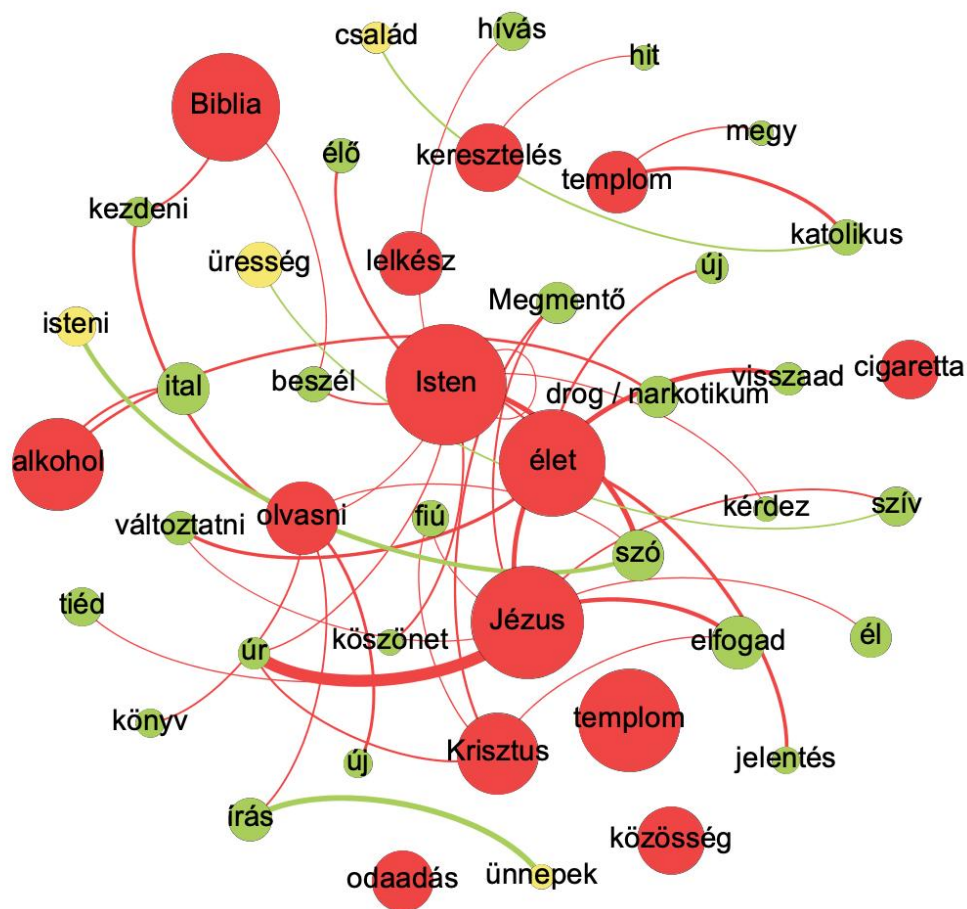 család
hívás
hit
Biblia
megy
élő
keresztelés
templom
kezdeni
katolikus
üresség
lelkész
új
Megmentő
isteni
ital
beszél
Isten
drog / narkotikum
visszaad
cigaretta
alkohol
élet
változtatni
olvasni
fiú
kérdez
szív
szó
tiéd
Jézus
úr
köszönet
elfogad
él
könyv
Krisztus
templom
új
jelentés
írás
közösség
odaadás
ünnepek